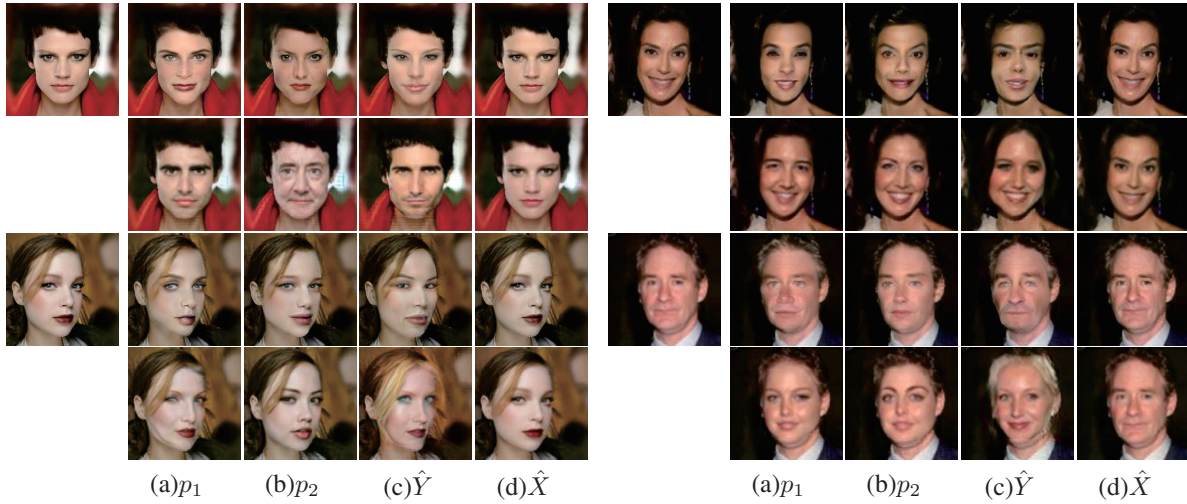 (a)p₁ (b)p₂ (c)Ŷ (d)X̂ (a)p₁ (b)p₂ (c)Ŷ (d)X̂